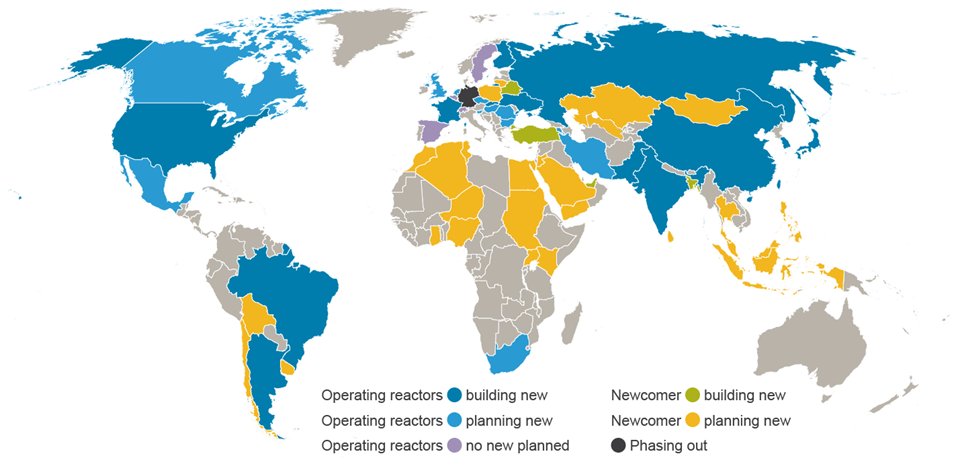 Operating reactors building new
Operating reactors planning new
Operating reactors no new planned
Newcomer building new
Newcomer planning new
Phasing out